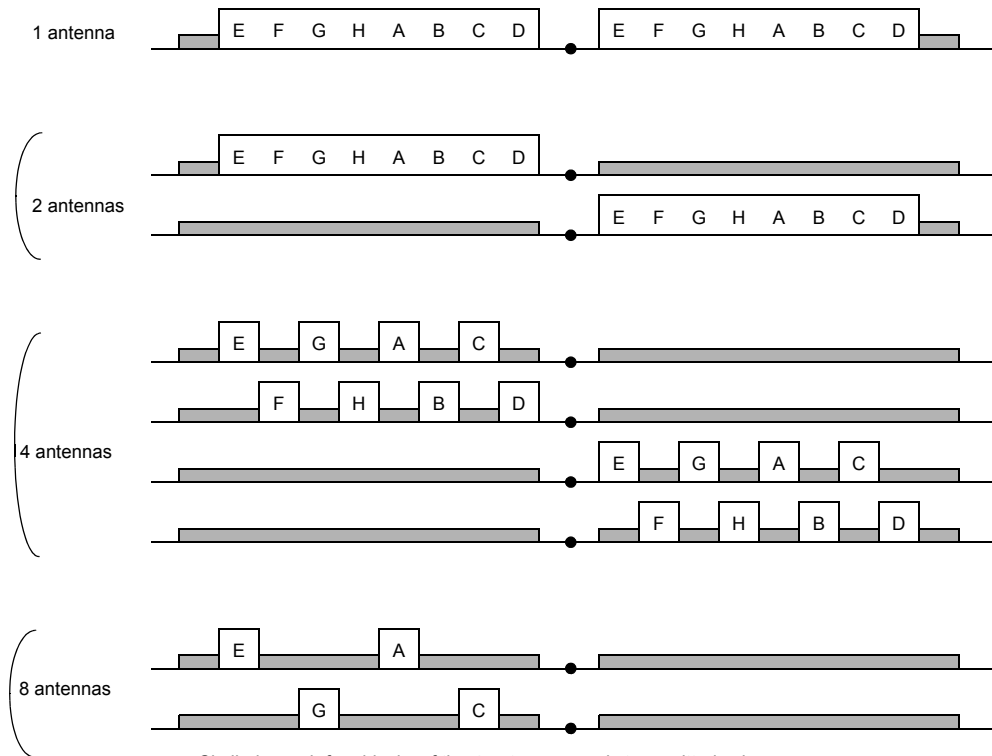 1 antenna E F G H A B C D E F G H A B C D
E F G H A B C D
2 antennas
E F G H A B C D
E G A C
F H B D
4 antennas
E G A C
F H B D
E A
8 antennas
G C